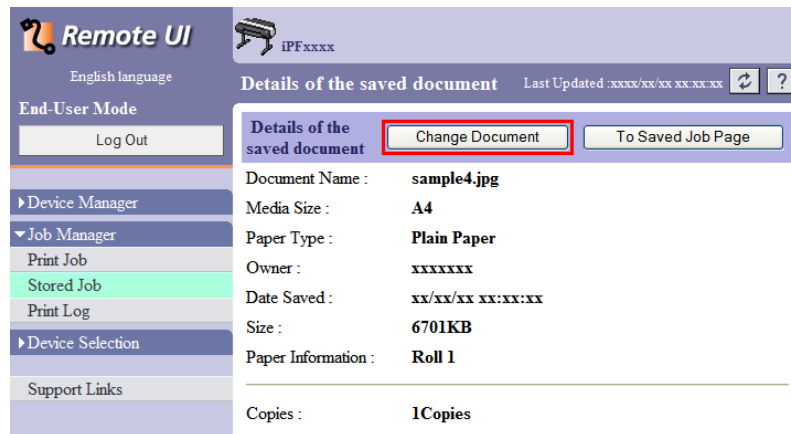 Remote UI
English language
End-User Mode
Log Out
Device Manager
Job Manager
Print Job
Stored Job
Print Log
Device Selection
Support Links
iPFxxxx
Details of the saved document Last Updated :xxxx/xx/xx xx:xx:xx ?
Details of the
saved document Change Document To Saved Job Page
Document Name : sample4.jpg
Media Size : A4
Paper Type : Plain Paper
Owner : xxxxxxx
Date Saved : xx/xx/xx xx:xx:xx
Size : 6701KB
Paper Information : Roll 1
Copies : 1Copies